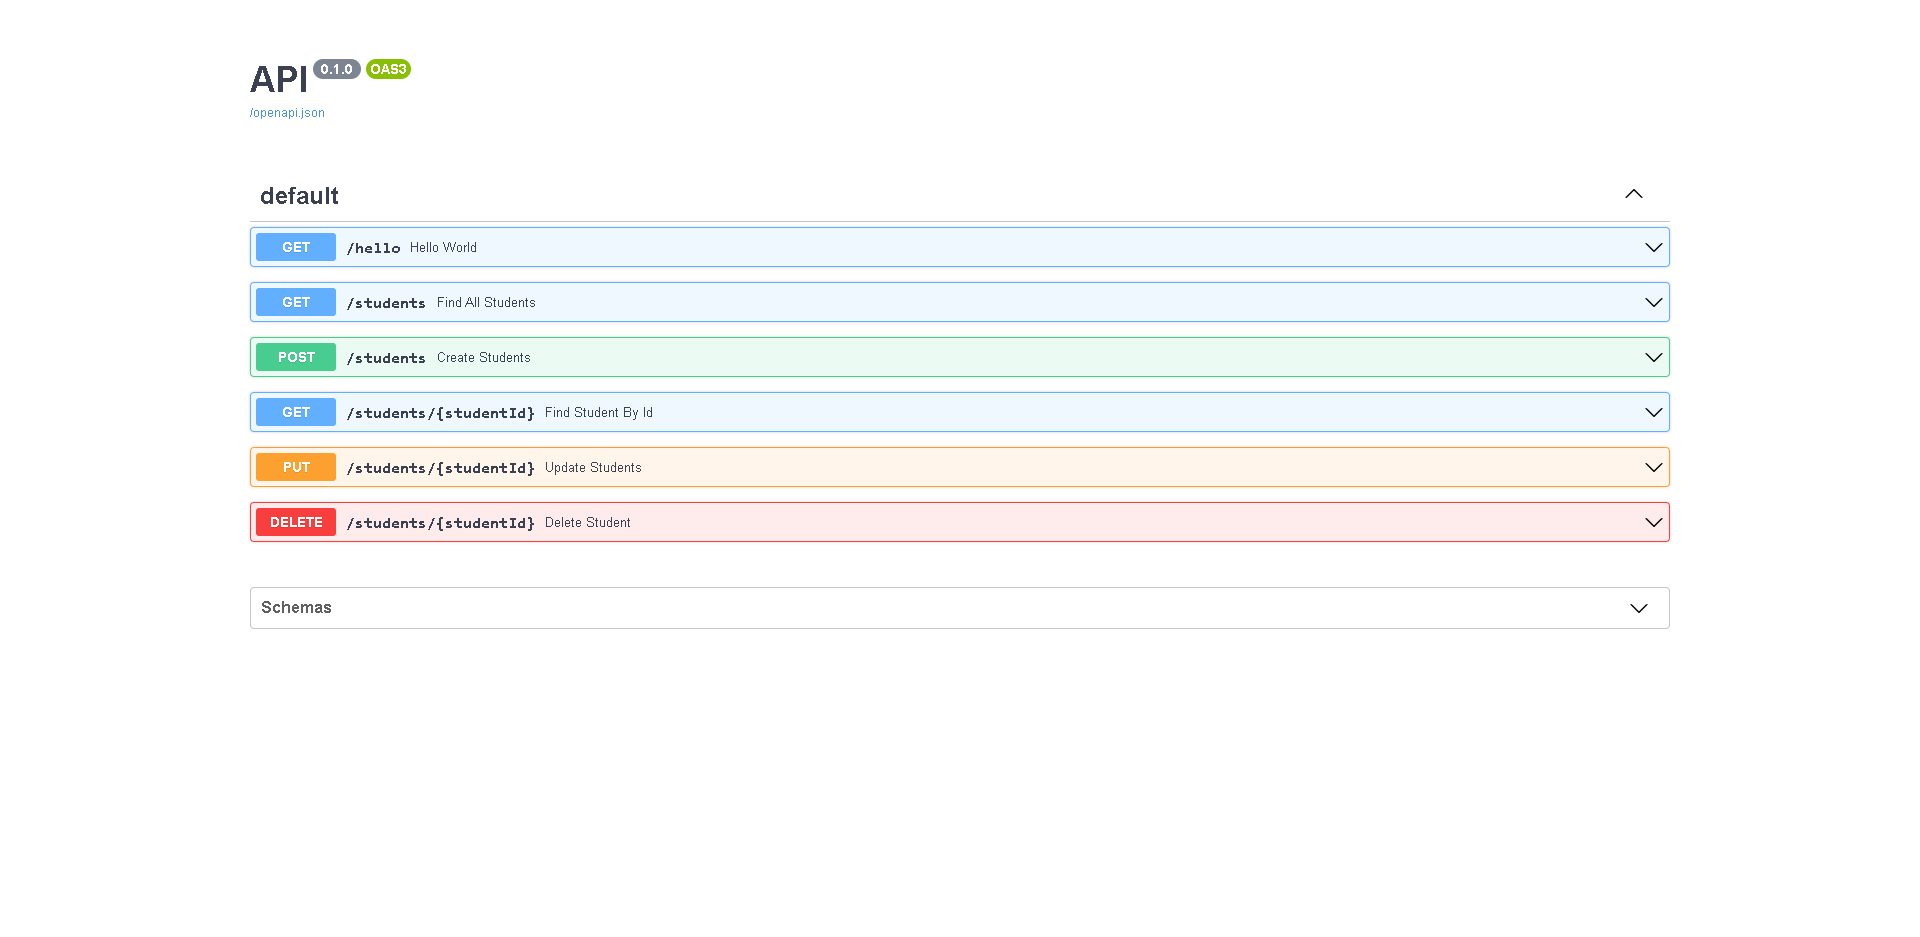 API 0.1.0 OAS3
/openapi.json
default
GET /hello Hello World
GET /students Find All Students
POST /students Create Students
GET /students/{studentId} Find Student By Id
PUT /students/{studentId} Update Students
DELETE /students/{studentId} Delete Student
Schemas